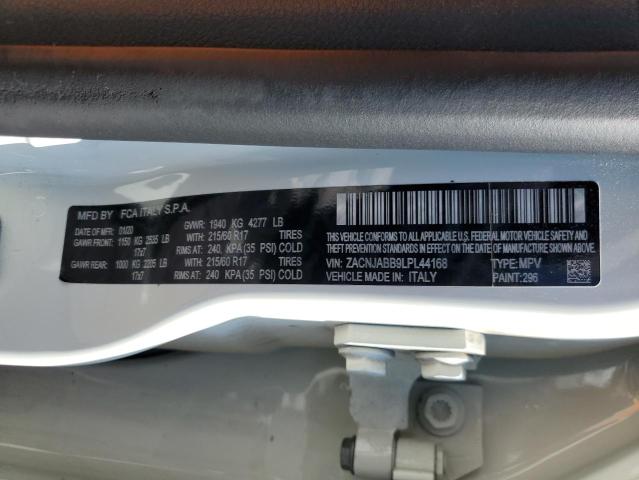 MFD BY FCA ITALY S.P.A.
DATE OF MFR 01/20 GVWR: 1940 KG 4277 LB
GAWR FRONT: 1150 KG 2535 LB WITH: 215/60 R17 TIRES
17x7 RIMS AT: 240 KPA (35 PSI) COLD
GAWR REAR: 1000 KG 2205 LB WITH: 215/60 R17 TIRES
17x7 RIMS AT: 240 KPA (35 PSI) COLD
THIS VEHICLE CONFORMS TO ALL APPLICABLE U.S. FEDERAL MOTOR VEHICLE SAFETY, BUMPER, AND
THEFT PREVENTION STANDARDS IN EFFECT ON THE DATE OF MANUFACTURE SHOWN ABOVE
VIN: ZACNJABB9LPL44168 TYPE: MPV
VEHICLE MADE IN: ITALY PAINT: 296